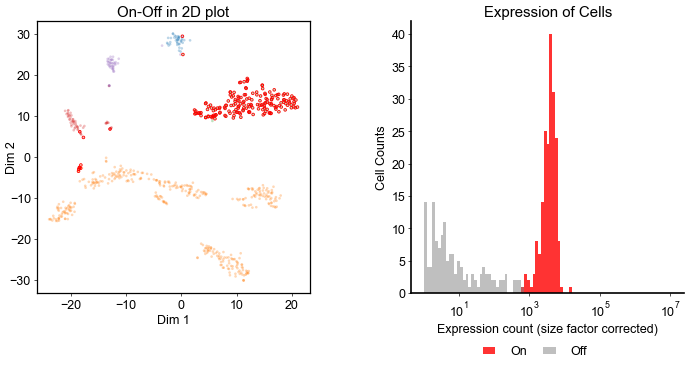 On-Off in 2D plot
30
20
10
0
−10
−20
−30
Dim 2
−20 −10 0 10 20
Dim 1
Expression of Cells
40
35
30
25
20
15
10
5
0
Cell Counts
10^1 10^3 10^5 10^7
Expression count (size factor corrected)
On Off